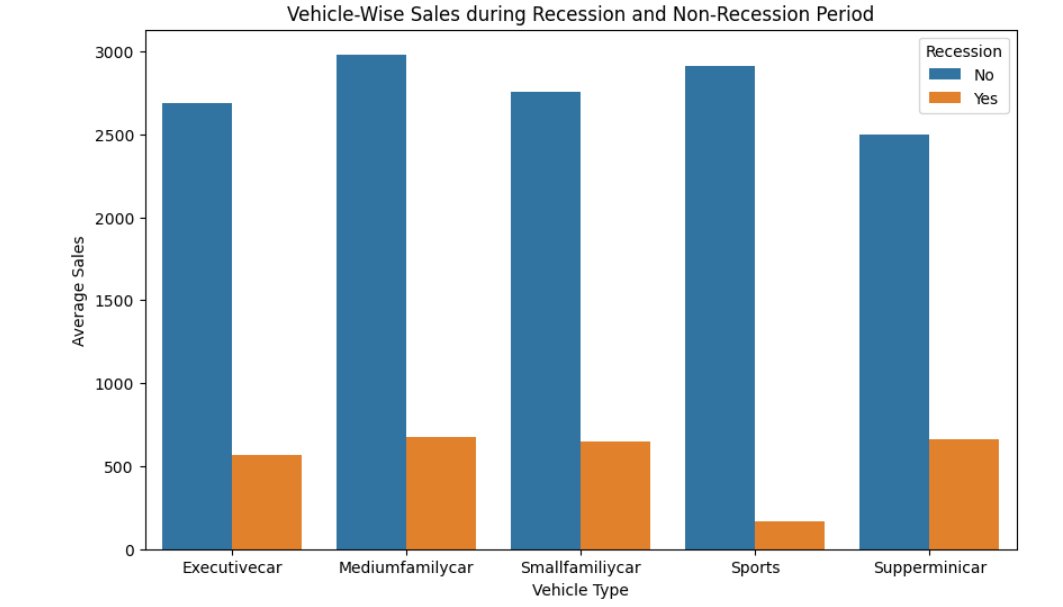 Vehicle-Wise Sales during Recession and Non-Recession Period
Recession
No
Yes
Average Sales
3000
2500
2000
1500
1000
500
0
Executivecar
Mediumfamilycar
Smallfamiliycar
Sports
Supperminicar
Vehicle Type